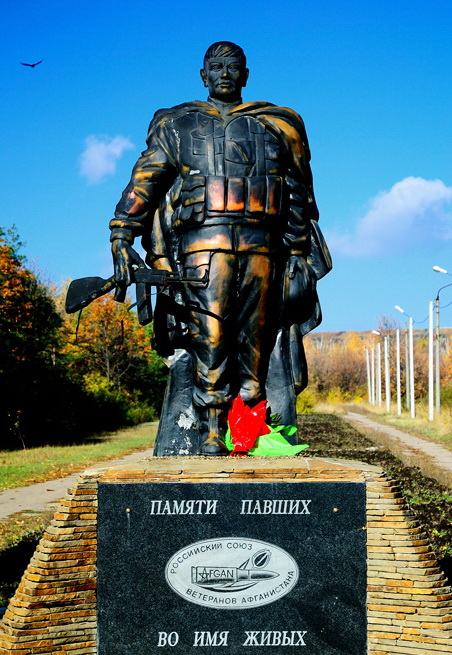 ПАМЯТИ ПАВШИХ
РОССИЙСКИЙ СОЮЗ
AFGAN
ВЕТЕРАНОВ АФГАНИСТАНА
ВО ИМЯ ЖИВЫХ